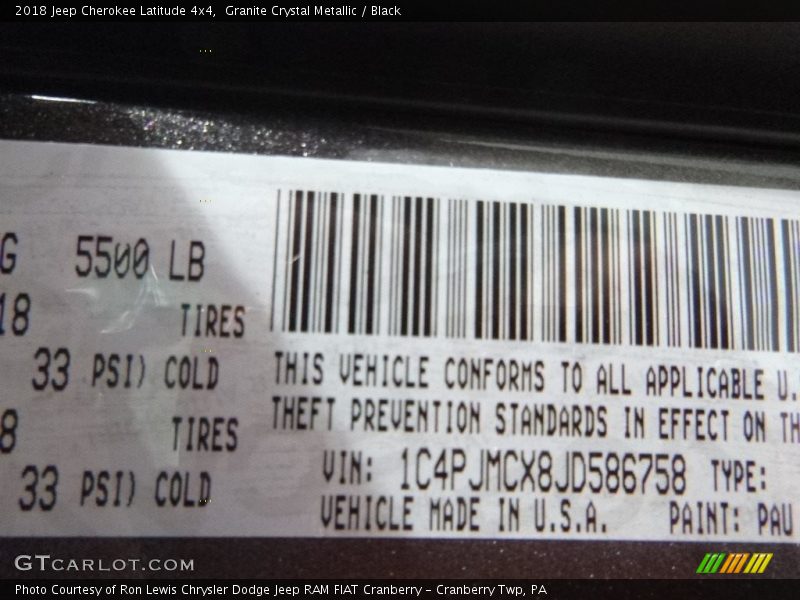 2018 Jeep Cherokee Latitude 4x4,  Granite Crystal Metallic / Black
G 5500 LB
18 TIRES
33 PSI) COLD
THIS VEHICLE CONFORMS TO ALL APPLICABLE U.
8 TIRES
THEFT PREVENTION STANDARDS IN EFFECT ON TH
33 PSI) COLD
VIN: 1C4PJMCX8JD586758 TYPE:
VEHICLE MADE IN U.S.A. PAINT: PAU
GTCARLOT.COM
Photo Courtesy of Ron Lewis Chrysler Dodge Jeep RAM FIAT Cranberry – Cranberry Twp, PA